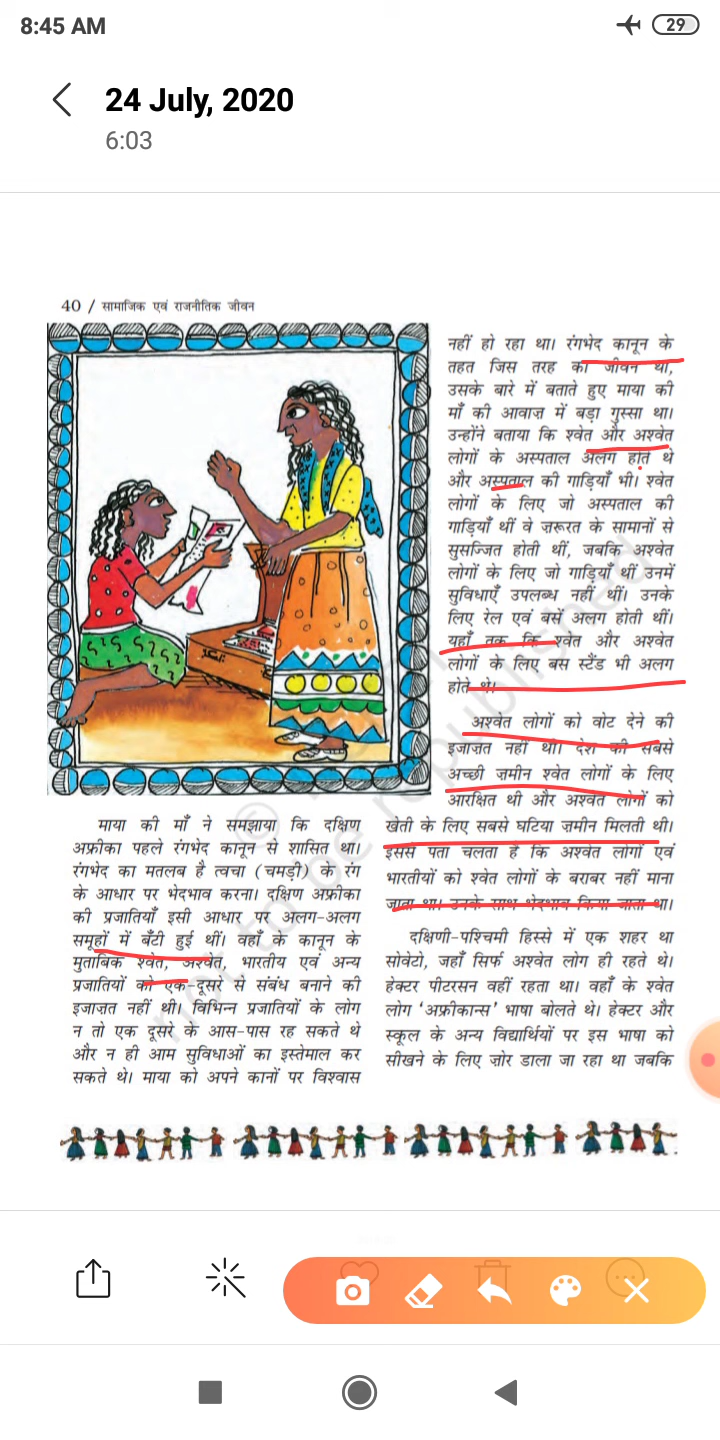 8:45 AM
29
24 July, 2020
6:03
40 / सामाजिक एवं राजनीतिक जीवन
माया की माँ ने समझाया कि दक्षिण
अफ़्रीका पहले रंगभेद कानून से शासित था।
रंगभेद का मतलब है त्वचा (चमड़ी) के रंग
के आधार पर भेदभाव करना। दक्षिण अफ़्रीका
की प्रजातियाँ इसी आधार पर अलग-अलग
समूहों में बँटी हुई थीं। वहाँ के कानून के
मुताबिक श्वेत, अश्वेत, भारतीय एवं अन्य
प्रजातियों को एक-दूसरे से संबंध बनाने की
इजाज़त नहीं थी। विभिन्न प्रजातियों के लोग
न तो एक दूसरे के आस-पास रह सकते थे
और न ही आम सुविधाओं का इस्तेमाल कर
सकते थे। माया को अपने कानों पर विश्वास
नहीं हो रहा था। रंगभेद कानून के
तहत जिस तरह का जीवन था,
उसके बारे में बताते हुए माया की
माँ की आवाज़ में बड़ा गुस्सा था।
उन्होंने बताया कि श्वेत और अश्वेत
लोगों के अस्पताल अलग होते थे
और अस्पताल की गाड़ियाँ भी। श्वेत
लोगों के लिए जो अस्पताल की
गाड़ियाँ थीं वे ज़रूरत के सामानों से
सुसज्जित होती थीं, जबकि अश्वेत
लोगों के लिए जो गाड़ियाँ थीं उनमें
सुविधाएँ उपलब्ध नहीं थीं। उनके
लिए रेल एवं बसें अलग होती थीं।
यहाँ तक कि श्वेत और अश्वेत
लोगों के लिए बस स्टैंड भी अलग
होते थे।
अश्वेत लोगों को वोट देने की
इजाज़त नहीं थी। देश की सबसे
अच्छी ज़मीन श्वेत लोगों के लिए
आरक्षित थी और अश्वेत लोगों को
खेती के लिए सबसे घटिया ज़मीन मिलती थी।
इससे पता चलता है कि अश्वेत लोगों एवं
भारतीयों को श्वेत लोगों के बराबर नहीं माना
जाता था। उनके साथ भेदभाव किया जाता था।
दक्षिणी-पश्चिमी हिस्से में एक शहर था
सोवेटो, जहाँ सिर्फ अश्वेत लोग ही रहते थे।
हेक्टर पीटरसन वहीं रहता था। वहाँ के श्वेत
लोग ‘अफ्रीकान्स’ भाषा बोलते थे। हेक्टर और
स्कूल के अन्य विद्यार्थियों पर इस भाषा को
सीखने के लिए ज़ोर डाला जा रहा था जबकि
not to be republished